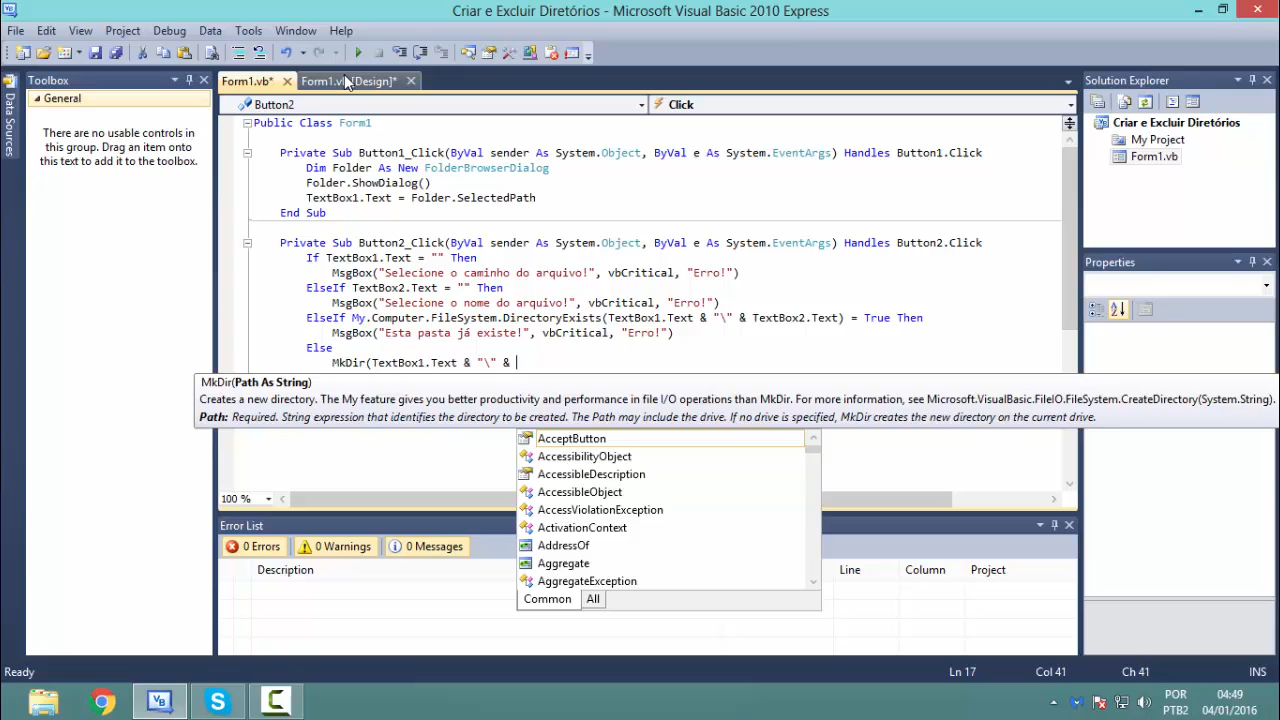 Criar e Excluir Diretórios - Microsoft Visual Basic 2010 Express
File Edit View Project Debug Data Tools Window Help
Toolbox
General
There are no usable controls in
this group. Drag an item onto
this text to add it to the toolbox.
Data Sources
Form1.vb*
Form1.vb [Design]*
Button2
Click
Public Class Form1
Private Sub Button1_Click(ByVal sender As System.Object, ByVal e As System.EventArgs) Handles Button1.Click
Dim Folder As New FolderBrowserDialog
Folder.ShowDialog()
TextBox1.Text = Folder.SelectedPath
End Sub
Private Sub Button2_Click(ByVal sender As System.Object, ByVal e As System.EventArgs) Handles Button2.Click
If TextBox1.Text = "" Then
MsgBox("Selecione o caminho do arquivo!", vbCritical, "Erro!")
ElseIf TextBox2.Text = "" Then
MsgBox("Selecione o nome do arquivo!", vbCritical, "Erro!")
ElseIf My.Computer.FileSystem.DirectoryExists(TextBox1.Text & "\" & TextBox2.Text) = True Then
MsgBox("Esta pasta já existe!", vbCritical, "Erro!")
Else
MkDir(TextBox1.Text & "\" &
MkDir(Path As String)
Creates a new directory. The My feature gives you better productivity and performance in file I/O operations than MkDir. For more information, see Microsoft.VisualBasic.FileIO.FileSystem.CreateDirectory(System.String).
Path: Required. String expression that identifies the directory to be created. The Path may include the drive. If no drive is specified, MkDir creates the new directory on the current drive.
AcceptButton
AccessibilityObject
AccessibleDescription
AccessibleObject
AccessViolationException
ActivationContext
AddressOf
Aggregate
AggregateException
Common All
100 %
Error List
0 Errors 0 Warnings 0 Messages
Description Line Column Project
Solution Explorer
Criar e Excluir Diretórios
My Project
Form1.vb
Properties
Ready
Ln 17 Col 41 Ch 41 INS
POR
PTB2
04:49
04/01/2016